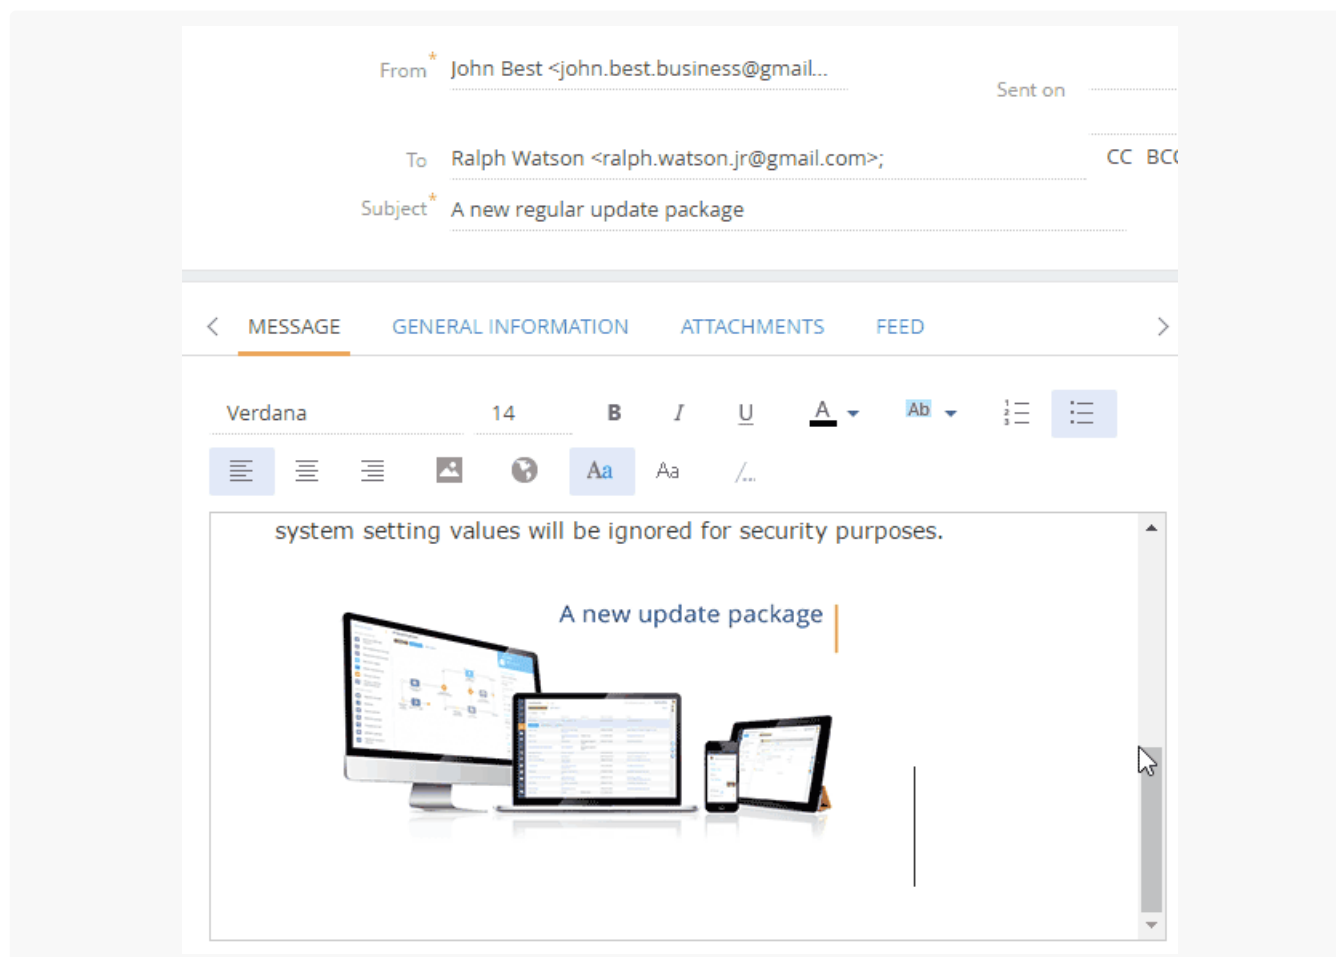 From* John Best <john.best.business@gmail...
Sent on
To Ralph Watson <ralph.watson.jr@gmail.com>; CC BCC
Subject* A new regular update package
MESSAGE GENERAL INFORMATION ATTACHMENTS FEED
Verdana 14 B I U A Ab
Aa Aa /...
system setting values will be ignored for security purposes.
A new update package